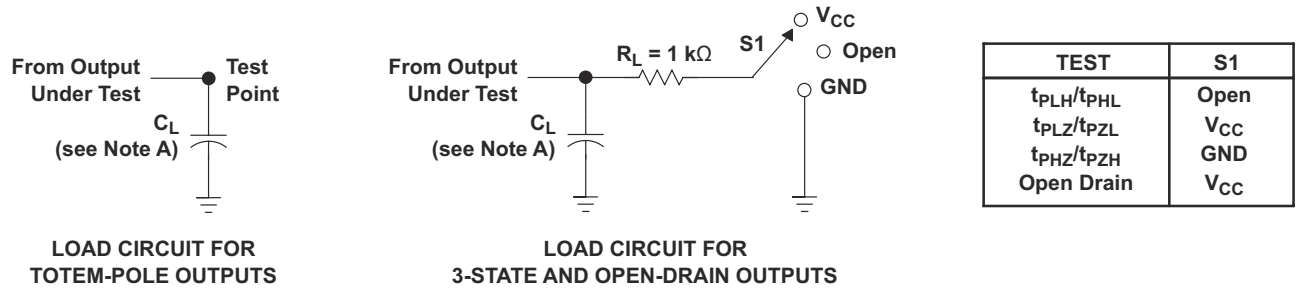 From Output
Under Test
Test
Point
CL
(see Note A)
LOAD CIRCUIT FOR
TOTEM-POLE OUTPUTS
From Output
Under Test
RL = 1 kΩ
S1
VCC
Open
GND
CL
(see Note A)
LOAD CIRCUIT FOR
3-STATE AND OPEN-DRAIN OUTPUTS
TEST S1
tPLH/tPHL Open
tPLZ/tPZL VCC
tPHZ/tPZH GND
Open Drain VCC